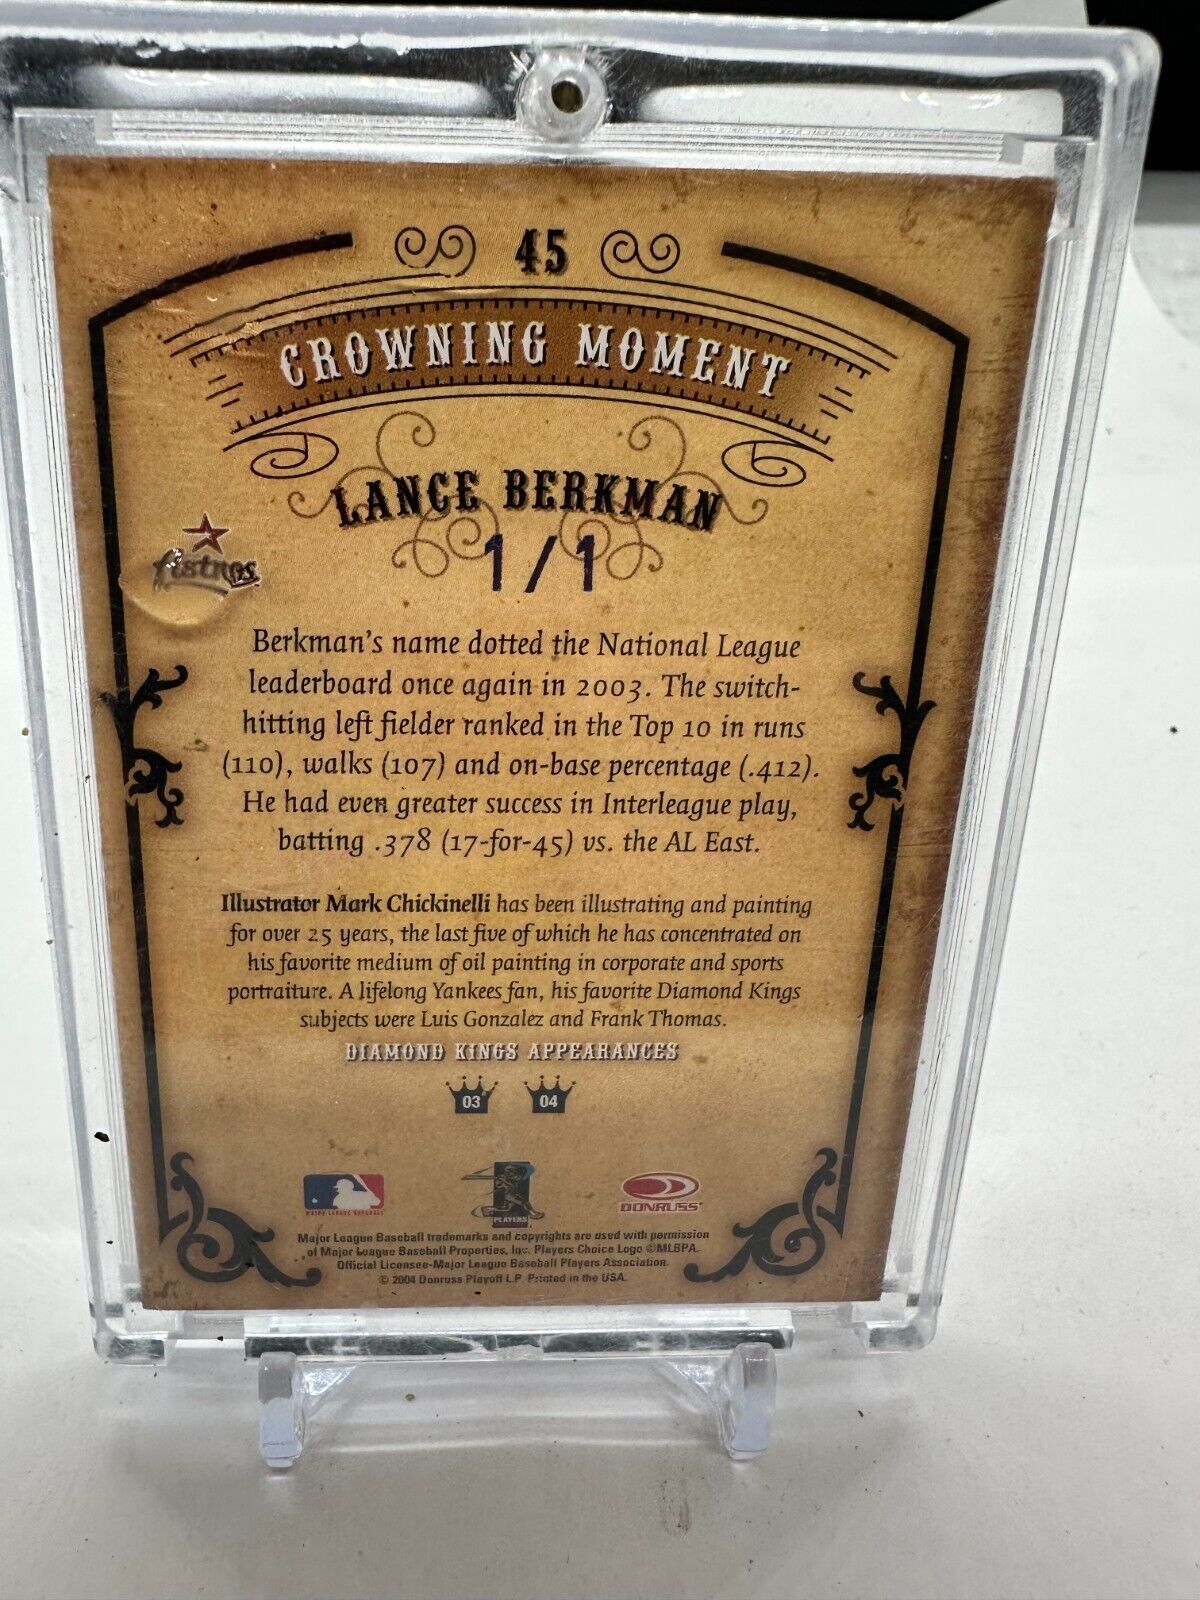 45
CROWNING MOMENT
LANCE BERKMAN
1/1
Astros
Berkman's name dotted the National League
leaderboard once again in 2003. The switch-
hitting left fielder ranked in the Top 10 in runs
(110), walks (107) and on-base percentage (.412).
He had even greater success in Interleague play,
batting .378 (17-for-45) vs. the AL East.
Illustrator Mark Chickinelli has been illustrating and painting
for over 25 years, the last five of which he has concentrated on
his favorite medium of oil painting in corporate and sports
portraiture. A lifelong Yankees fan, his favorite Diamond Kings
subjects were Luis Gonzalez and Frank Thomas.
DIAMOND KINGS APPEARANCES
03 04
MAJOR LEAGUE BASEBALL
PLAYERS
DONRUSS
Major League Baseball trademarks and copyrights are used with permission
of Major League Baseball Properties, Inc. Players Choice Logo ©MLBPA.
Official Licensee-Major League Baseball Players Association.
© 2004 Donruss Playoff L.P. Printed in the USA.